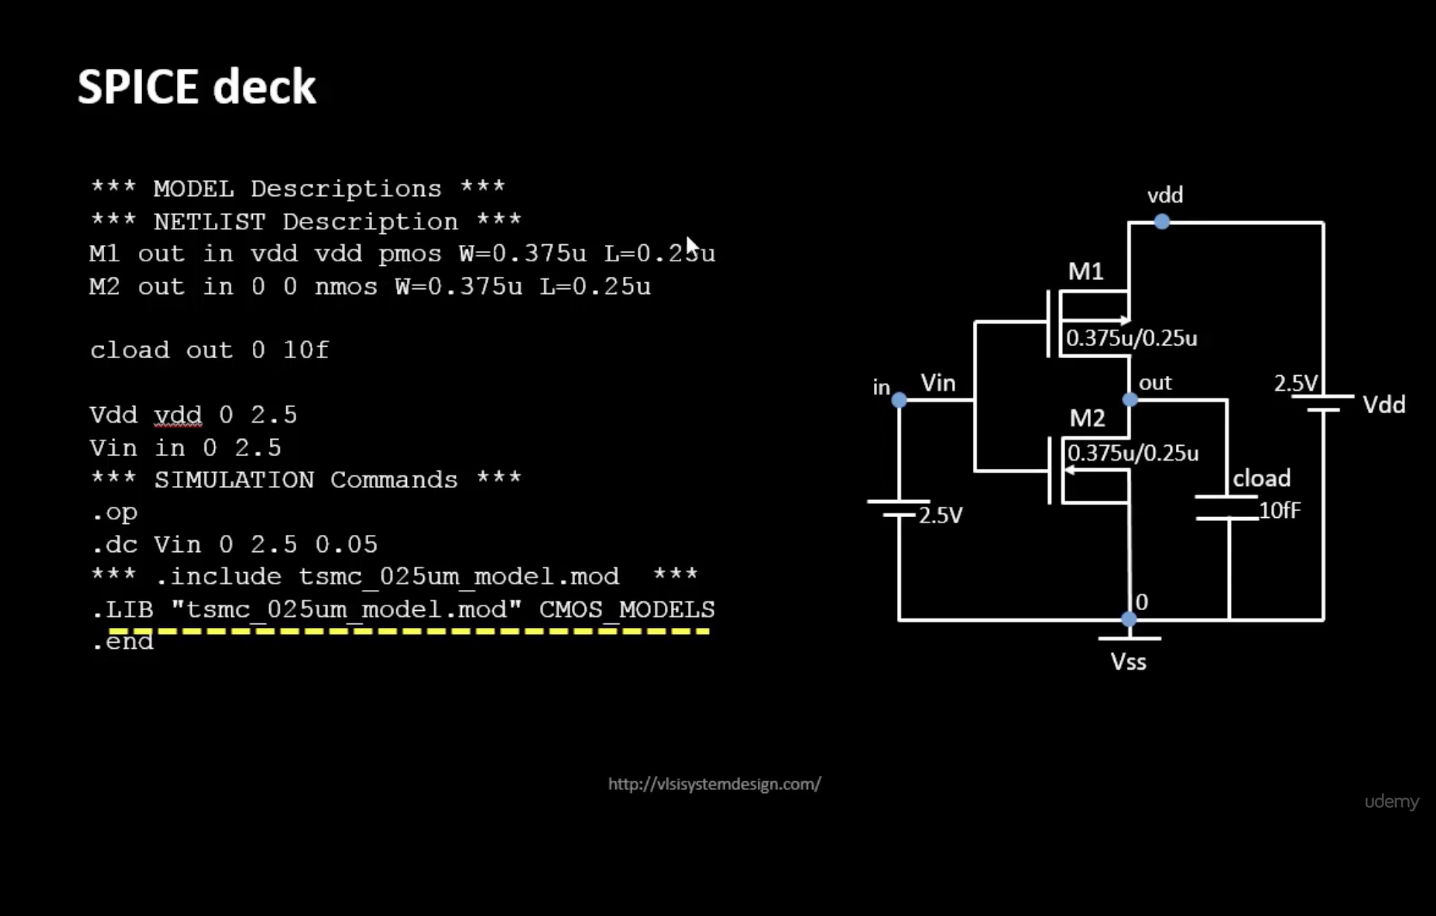 SPICE deck
*** MODEL Descriptions ***
*** NETLIST Description ***
M1 out in vdd vdd pmos W=0.375u L=0.25u
M2 out in 0 0 nmos W=0.375u L=0.25u
cload out 0 10f
Vdd vdd 0 2.5
Vin in 0 2.5
*** SIMULATION Commands ***
.op
.dc Vin 0 2.5 0.05
*** .include tsmc_025um_model.mod ***
.LIB "tsmc_025um_model.mod" CMOS_MODELS
.end
vdd
M1
0.375u/0.25u
in
Vin
out
2.5V
Vdd
M2
0.375u/0.25u
cload
10fF
2.5V
0
Vss
http://vlsisystemdesign.com/
udemy